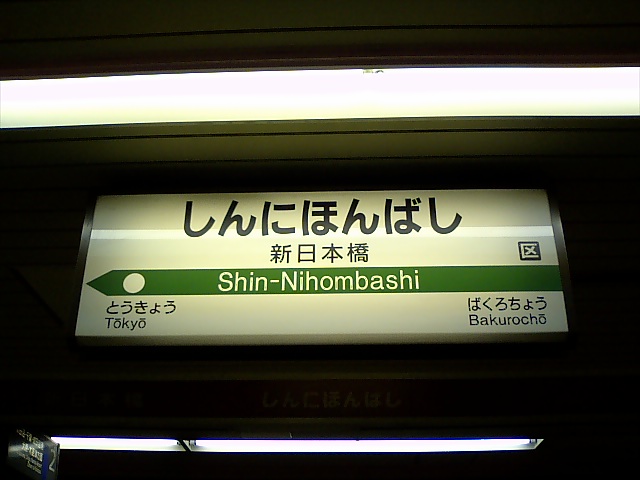 しんにほんばし
新日本橋
区
Shin-Nihombashi
とうきょう
Tōkyō
ばくろちょう
Bakurochō
しんにほんばし
2